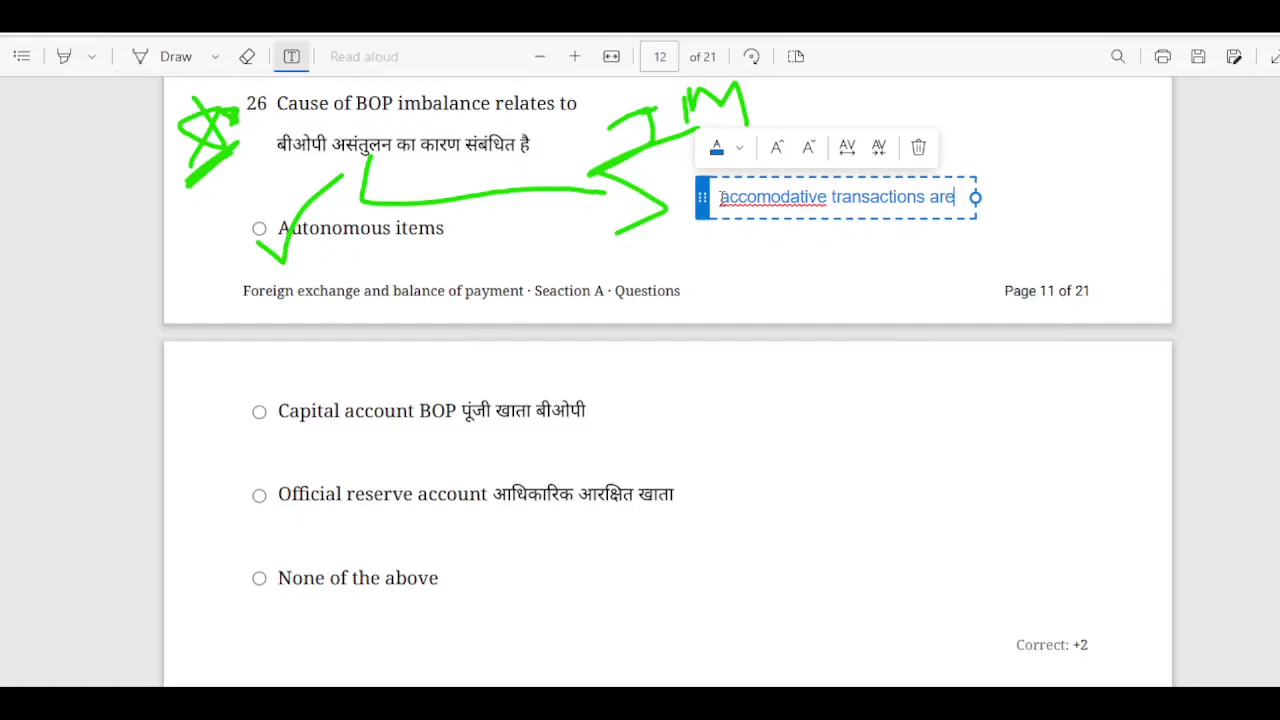 Draw
Read aloud
12 of 21
26 Cause of BOP imbalance relates to
बीओपी असंतुलन का कारण संबंधित है
IM
A
A
A
AV
AV
accomodative transactions are
Autonomous items
Foreign exchange and balance of payment · Seaction A · Questions
Page 11 of 21
Capital account BOP पूंजी खाता बीओपी
Official reserve account आधिकारिक आरक्षित खाता
None of the above
Correct: +2